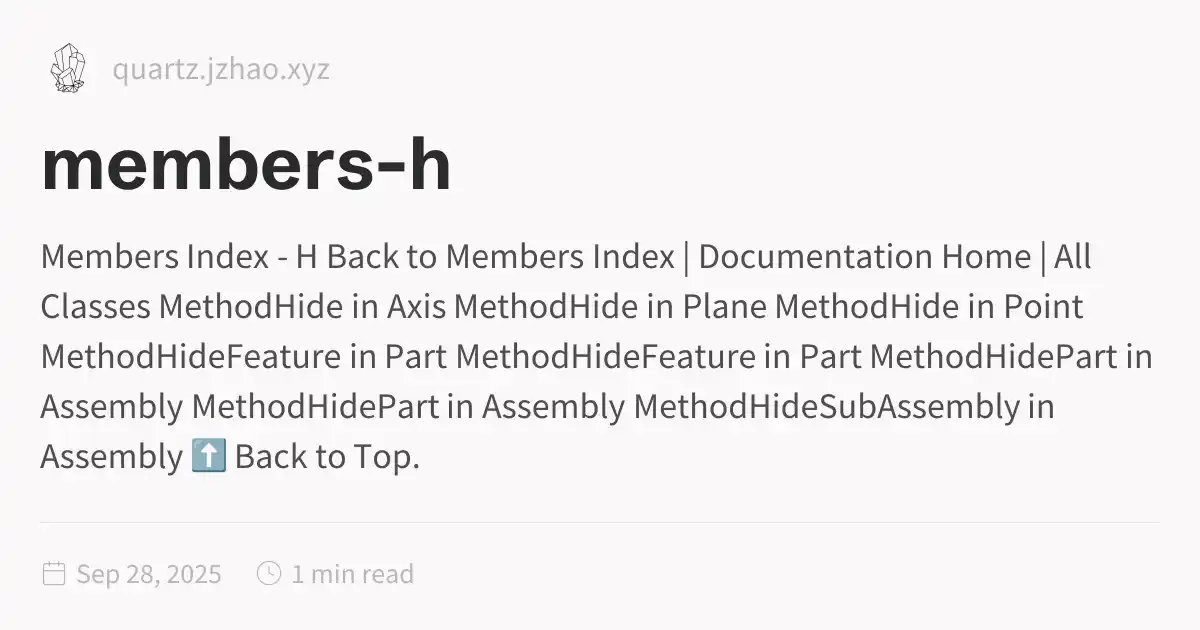 quartz.jzhao.xyz
members-h
Members Index - H Back to Members Index | Documentation Home | All
Classes MethodHide in Axis MethodHide in Plane MethodHide in Point
MethodHideFeature in Part MethodHideFeature in Part MethodHidePart in
Assembly MethodHidePart in Assembly MethodHideSubAssembly in
Assembly ⬆️ Back to Top.
Sep 28, 2025 1 min read